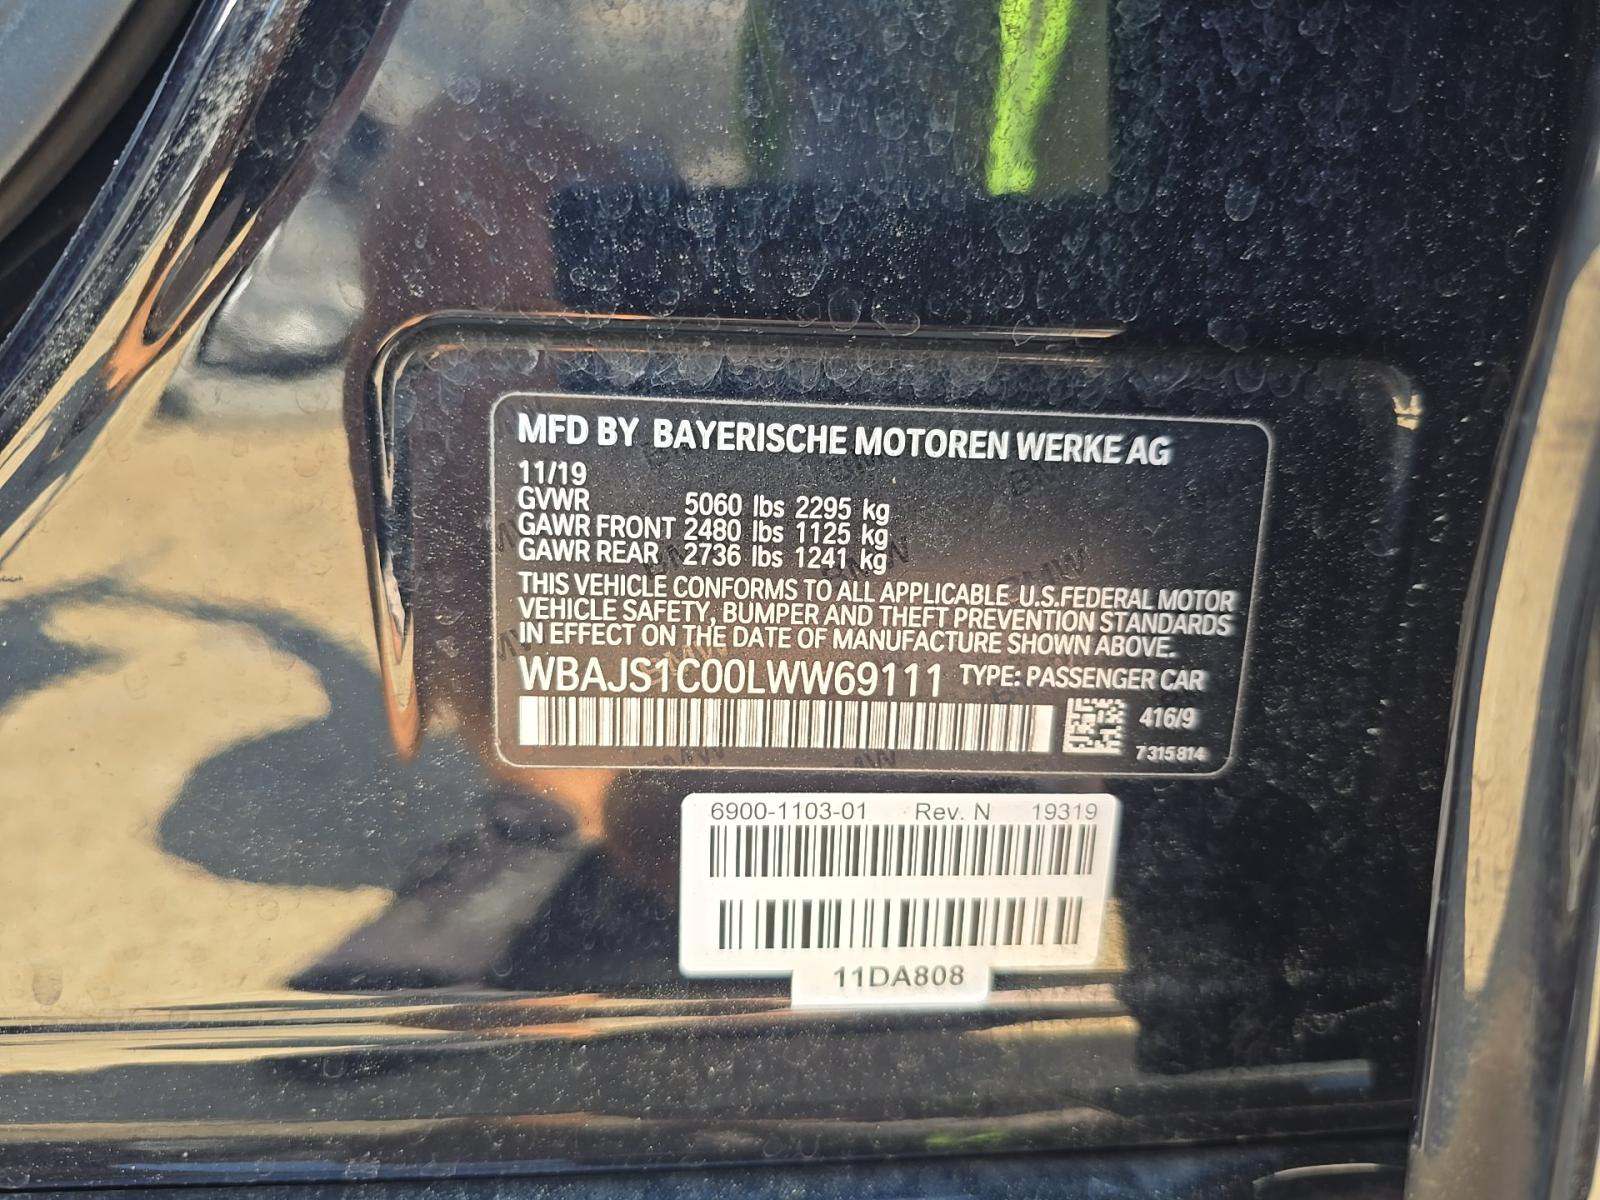 MFD BY BAYERISCHE MOTOREN WERKE AG
11/19
GVWR 5060 lbs 2295 kg
GAWR FRONT 2480 lbs 1125 kg
GAWR REAR 2736 lbs 1241 kg
THIS VEHICLE CONFORMS TO ALL APPLICABLE U.S.FEDERAL MOTOR
VEHICLE SAFETY, BUMPER AND THEFT PREVENTION STANDARDS
IN EFFECT ON THE DATE OF MANUFACTURE SHOWN ABOVE.
WBAJS1C00LWW69111 TYPE: PASSENGER CAR
416/9
7 315 814
6900-1103-01 Rev. N 19319
11DA808